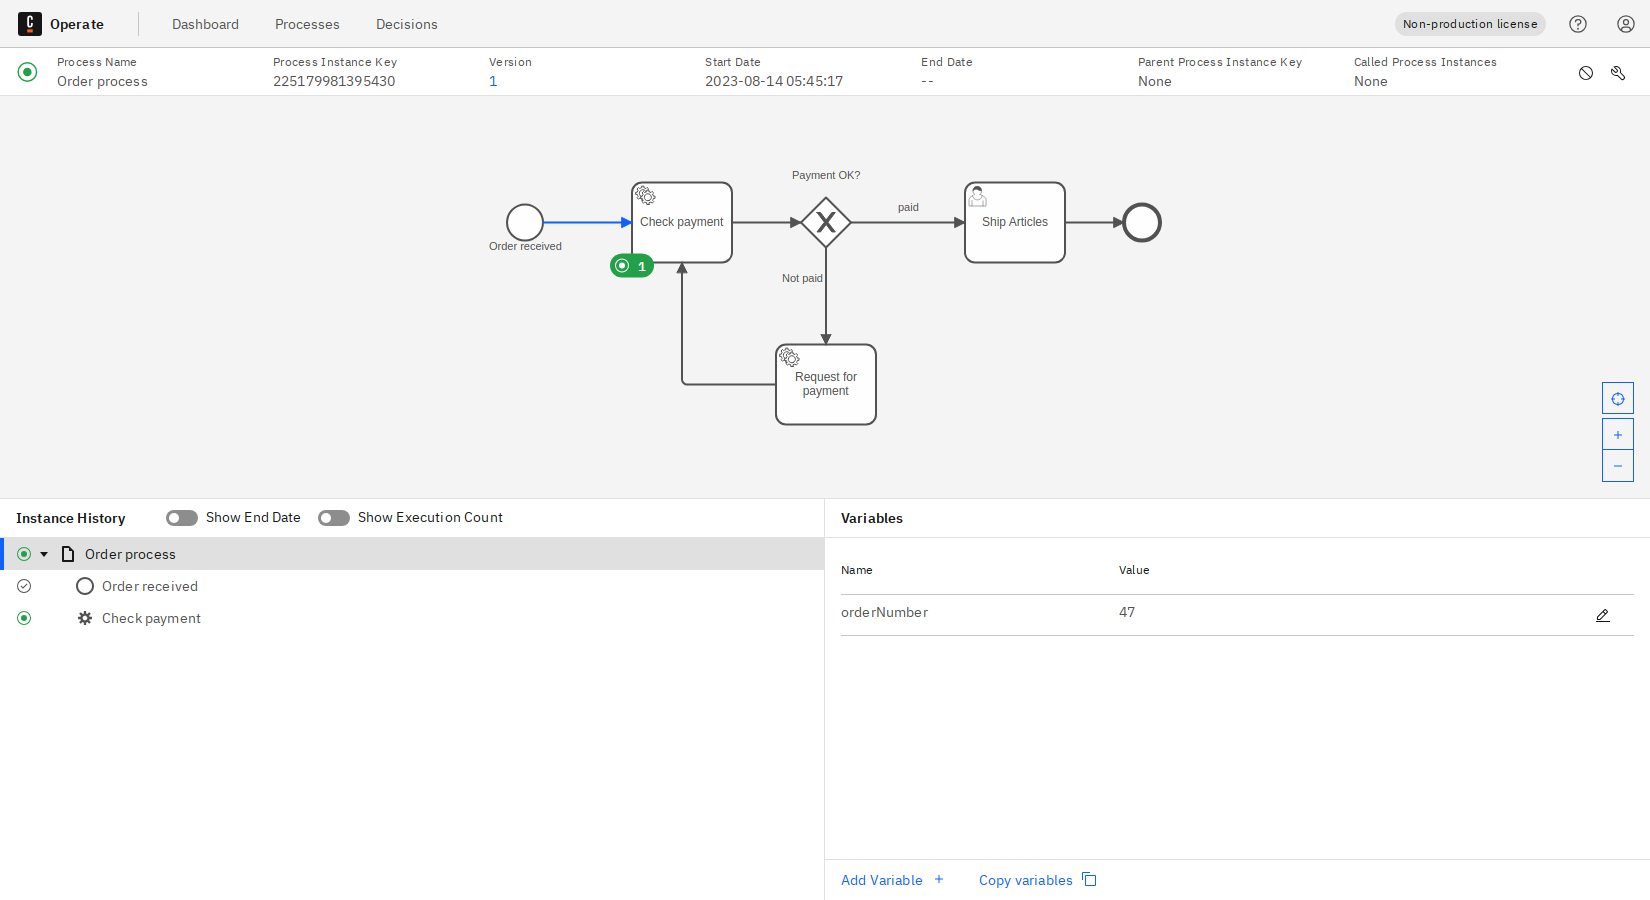 C Operate Dashboard Processes Decisions Non-production license
Process Name Process Instance Key Version Start Date End Date Parent Process Instance Key Called Process Instances
Order process 225179981395430 1 2023-08-14 05:45:17 -- None None
Payment OK?
paid
Check payment X Ship Articles
Order received
1
Not paid
Request for
payment
Instance History Show End Date Show Execution Count
Order process
Order received
Check payment
Variables
Name Value
orderNumber 47
Add Variable + Copy variables